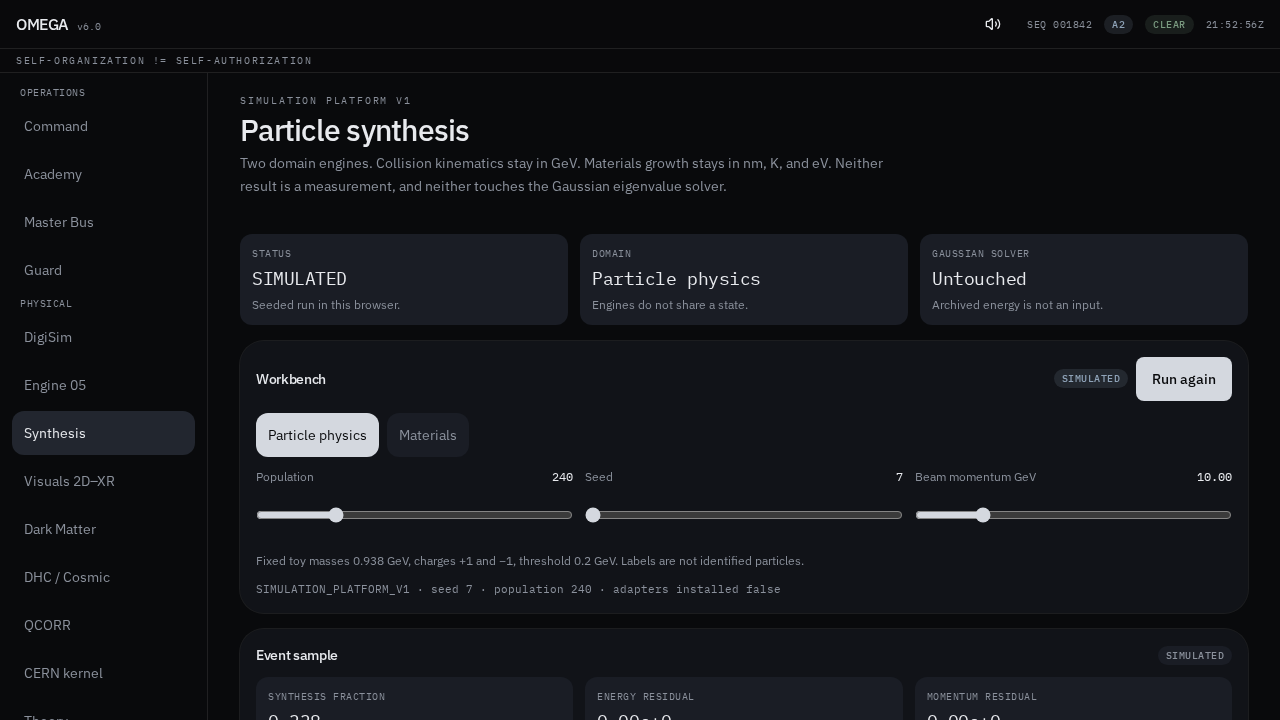 OMEGA v6.0
SEQ 001842 A2 CLEAR 21:52:56Z
SELF-ORGANIZATION != SELF-AUTHORIZATION
OPERATIONS
Command
Academy
Master Bus
Guard
PHYSICAL
DigiSim
Engine 05
Synthesis
Visuals 2D–XR
Dark Matter
DHC / Cosmic
QCORR
CERN kernel
Theory
SIMULATION PLATFORM V1
Particle synthesis
Two domain engines. Collision kinematics stay in GeV. Materials growth stays in nm, K, and eV. Neither
result is a measurement, and neither touches the Gaussian eigenvalue solver.
STATUS
SIMULATED
Seeded run in this browser.
DOMAIN
Particle physics
Engines do not share a state.
GAUSSIAN SOLVER
Untouched
Archived energy is not an input.
Workbench
SIMULATED
Run again
Particle physics
Materials
Population 240
Seed 7
Beam momentum GeV 10.00
Fixed toy masses 0.938 GeV, charges +1 and −1, threshold 0.2 GeV. Labels are not identified particles.
SIMULATION_PLATFORM_V1 · seed 7 · population 240 · adapters installed false
Event sample
SIMULATED
SYNTHESIS FRACTION
ENERGY RESIDUAL
MOMENTUM RESIDUAL